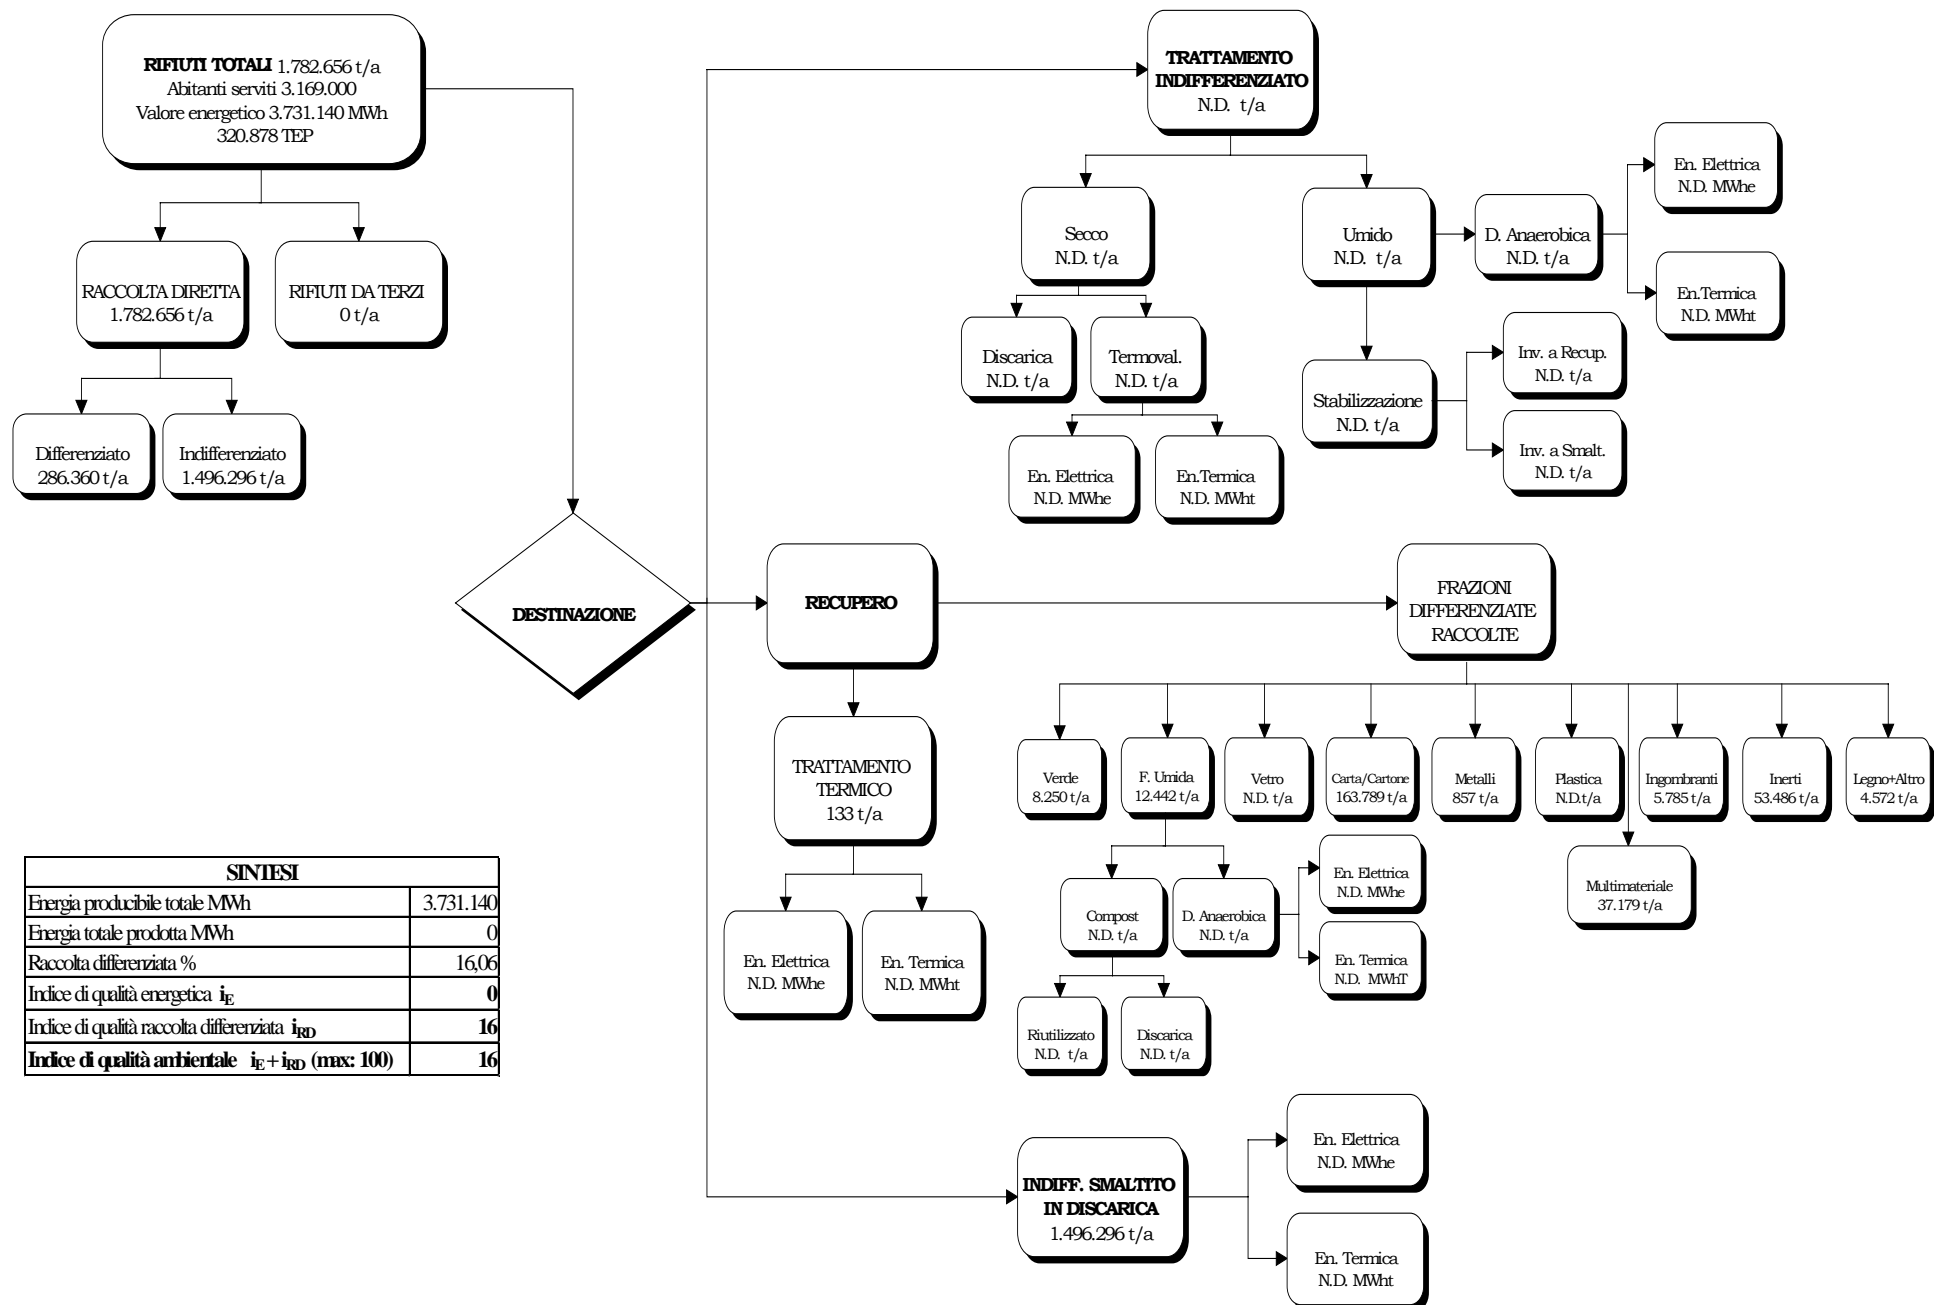 RIFIUTI TOTALI 1.782.656 t/a
Abitanti serviti 3.169.000
Valore energetico 3.731.140 MWh
320.878 TEP
RACCOLTA DIRETTA
1.782.656 t/a
RIFIUTI DA TERZI
0 t/a
Differenziato
286.360 t/a
Indifferenziato
1.496.296 t/a
DESTINAZIONE
TRATTAMENTO
INDIFFERENZIATO
N.D. t/a
Secco
N.D. t/a
Umido
N.D. t/a
D. Anaerobica
N.D. t/a
En. Elettrica
N.D. MWhe
En.Termica
N.D. MWht
Discarica
N.D. t/a
Termoval.
N.D. t/a
Stabilizzazione
N.D. t/a
Inv. a Recup.
N.D. t/a
Inv. a Smalt.
N.D. t/a
En. Elettrica
N.D. MWhe
En.Termica
N.D. MWht
RECUPERO
FRAZIONI
DIFFERENZIATE
RACCOLTE
TRATTAMENTO
TERMICO
133 t/a
En. Elettrica
N.D. MWhe
En. Termica
N.D. MWht
Verde
8.250 t/a
F. Umida
12.442 t/a
Vetro
N.D. t/a
Carta/Cartone
163.789 t/a
Metalli
857 t/a
Plastica
N.D.t/a
Ingombranti
5.785 t/a
Inerti
53.486 t/a
Legno+Altro
4.572 t/a
Multimateriale
37.179 t/a
Compost
N.D. t/a
D. Anaerobica
N.D. t/a
En. Elettrica
N.D. MWhe
En. Termica
N.D. MWhT
Riutilizzato
N.D. t/a
Discarica
N.D. t/a
INDIFF. SMALTITO
IN DISCARICA
1.496.296 t/a
En. Elettrica
N.D. MWhe
En. Termica
N.D. MWht
SINTESI
Energia producibile totale MWh 3.731.140
Energia totale prodotta MWh 0
Raccolta differenziata % 16,06
Indice di qualità energetica iE 0
Indice di qualità raccolta differenziata iRD 16
Indice di qualità ambientale iE + iRD (max: 100) 16